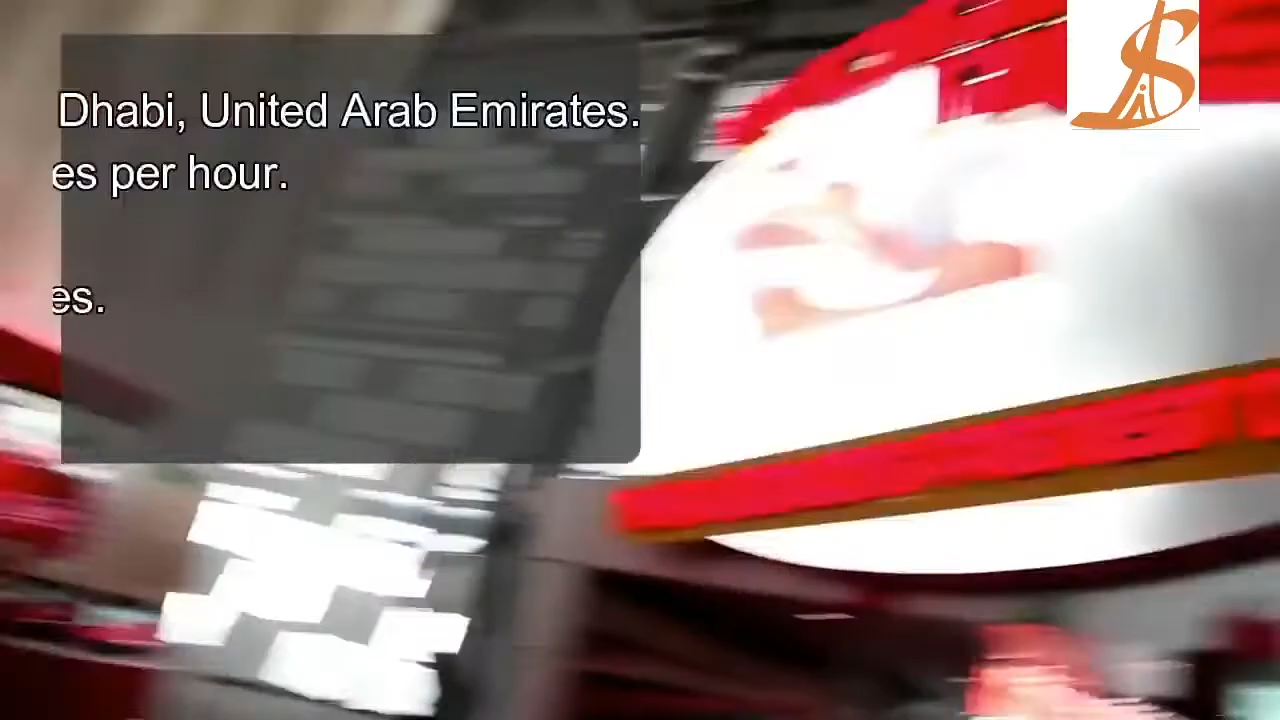 Dhabi, United Arab Emirates.
es per hour.
es.